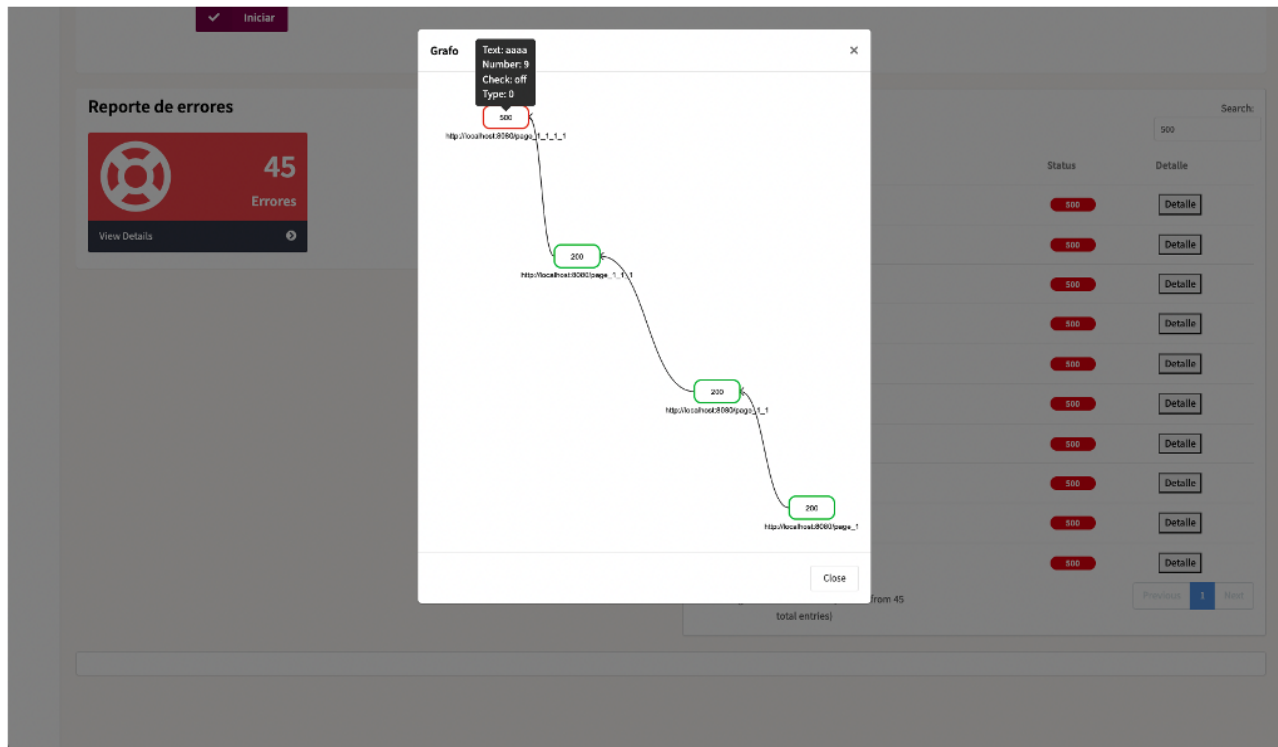 Iniciar
Grafo
Text: aaaa
Number: 9
Check: off
Type: 0
×
500
http://localhost:8080/page_1_1_1_1
200
http://localhost:8080/page_1_1_1
200
http://localhost:8080/page_1_1
200
http://localhost:8080/page_1
Close
Reporte de errores
45
Errores
View Details
Search:
500
Status Detalle
500 Detalle
500 Detalle
500 Detalle
500 Detalle
500 Detalle
500 Detalle
500 Detalle
500 Detalle
500 Detalle
500 Detalle
from 45
total entries)
Previous 1 Next